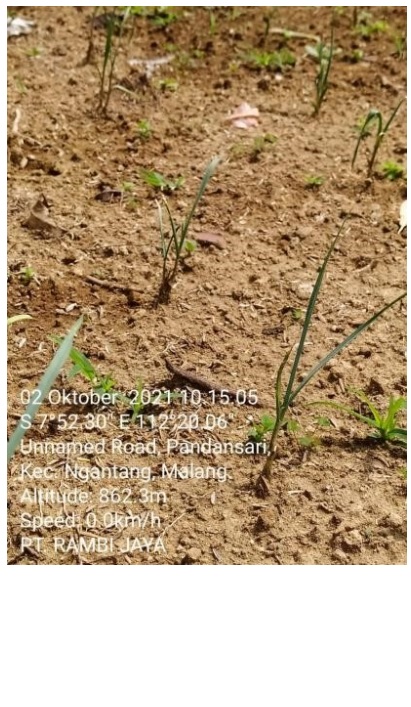 02 Oktober 2021 10.15.05
S 7°52,30" E 112°20,06"
Unnamed Road, Pandansari,
Kec. Ngantang, Malang.
Altitude: 862.3m
Speed: 0.0km/h
PT. RAMBI JAYA